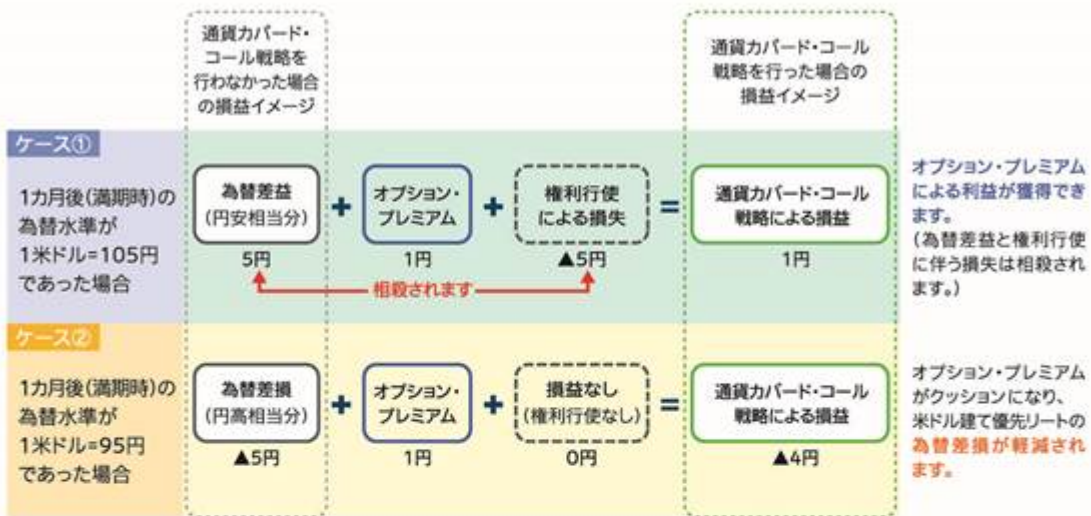 通貨カバード・
コール戦略を
行わなかった場合
の損益イメージ
通貨カバード・コール
戦略を行った場合の
損益イメージ
ケース①
1カ月後(満期時)の
為替水準が
1米ドル=105円
であった場合
為替差益
(円安相当分)
5円
+
オプション・
プレミアム
1円
+
権利行使
による損失
▲5円
=
通貨カバード・コール
戦略による損益
1円
相殺されます
オプション・プレミアム
による利益が獲得でき
ます。
(為替差益と権利行使
に伴う損失は相殺され
ます。)
ケース②
1カ月後(満期時)の
為替水準が
1米ドル=95円
であった場合
為替差損
(円高相当分)
▲5円
+
オプション・
プレミアム
1円
+
損益なし
(権利行使なし)
0円
=
通貨カバード・コール
戦略による損益
▲4円
オプション・プレミアム
がクッションになり、
米ドル建て優先リートの
為替差損が軽減され
ます。